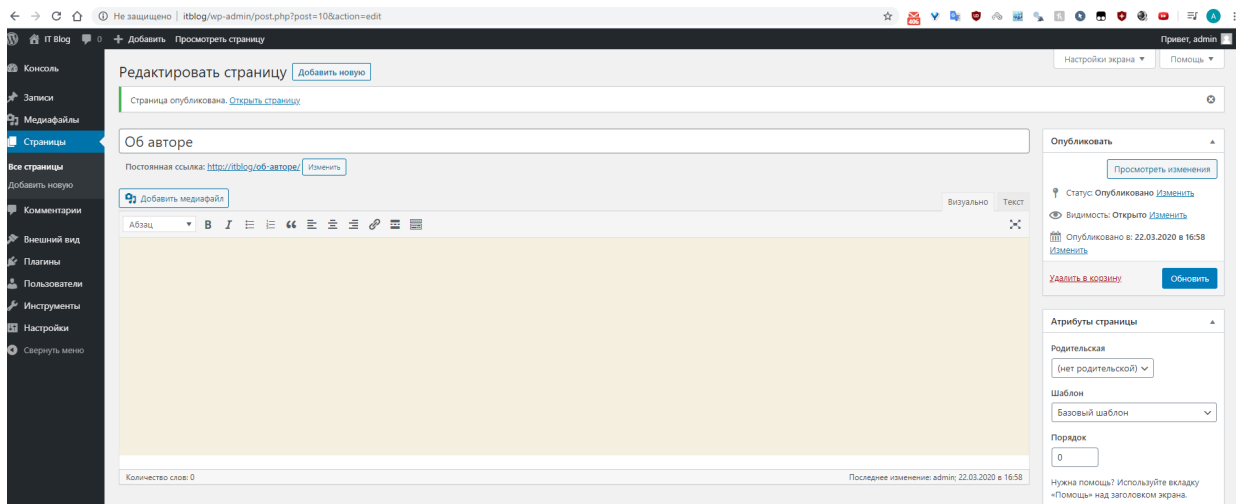 Не защищено | itblog/wp-admin/post.php?post=10&action=edit
406
A
IT Blog 0 Добавить Просмотреть страницу Привет, admin
Настройки экрана Помощь
Консоль
Записи
Медиафайлы
Страницы
Все страницы
Добавить новую
Комментарии
Внешний вид
Плагины
Пользователи
Инструменты
Настройки
Свернуть меню
Редактировать страницу Добавить новую
Страница опубликована. Открыть страницу
Об авторе
Постоянная ссылка: http://itblog/об-авторе/ Изменить
Добавить медиафайл
Визуально Текст
Абзац B I
Количество слов: 0 Последнее изменение: admin; 22.03.2020 в 16:58
Опубликовать
Просмотреть изменения
Статус: Опубликовано Изменить
Видимость: Открыто Изменить
Опубликовано в: 22.03.2020 в 16:58
Изменить
Удалить в корзину Обновить
Атрибуты страницы
Родительская
(нет родительской)
Шаблон
Базовый шаблон
Порядок
0
Нужна помощь? Используйте вкладку
«Помощь» над заголовком экрана.